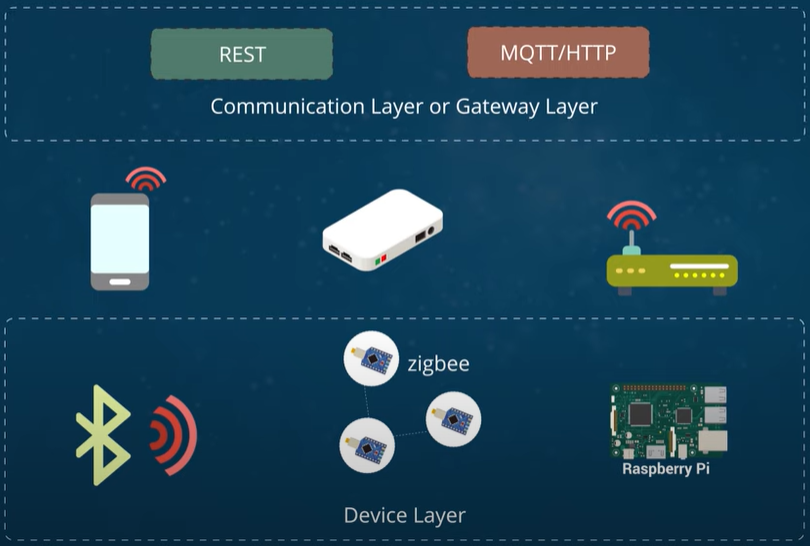 REST
MQTT/HTTP
Communication Layer or Gateway Layer
zigbee
Raspberry Pi
Device Layer